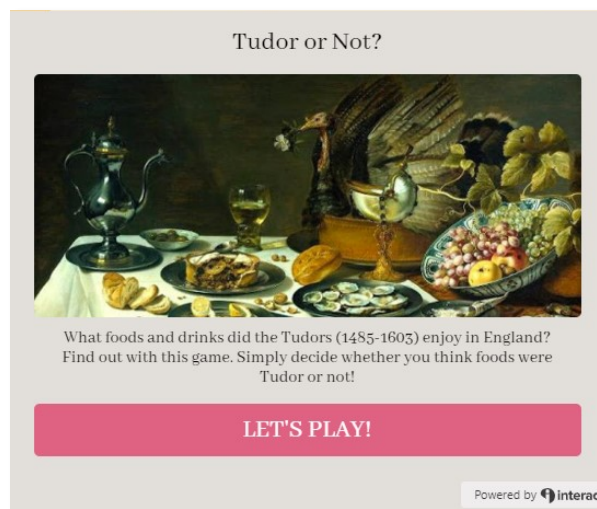 Tudor or Not?
What foods and drinks did the Tudors (1485-1603) enjoy in England?
Find out with this game. Simply decide whether you think foods were
Tudor or not!
LET'S PLAY!
Powered by interac